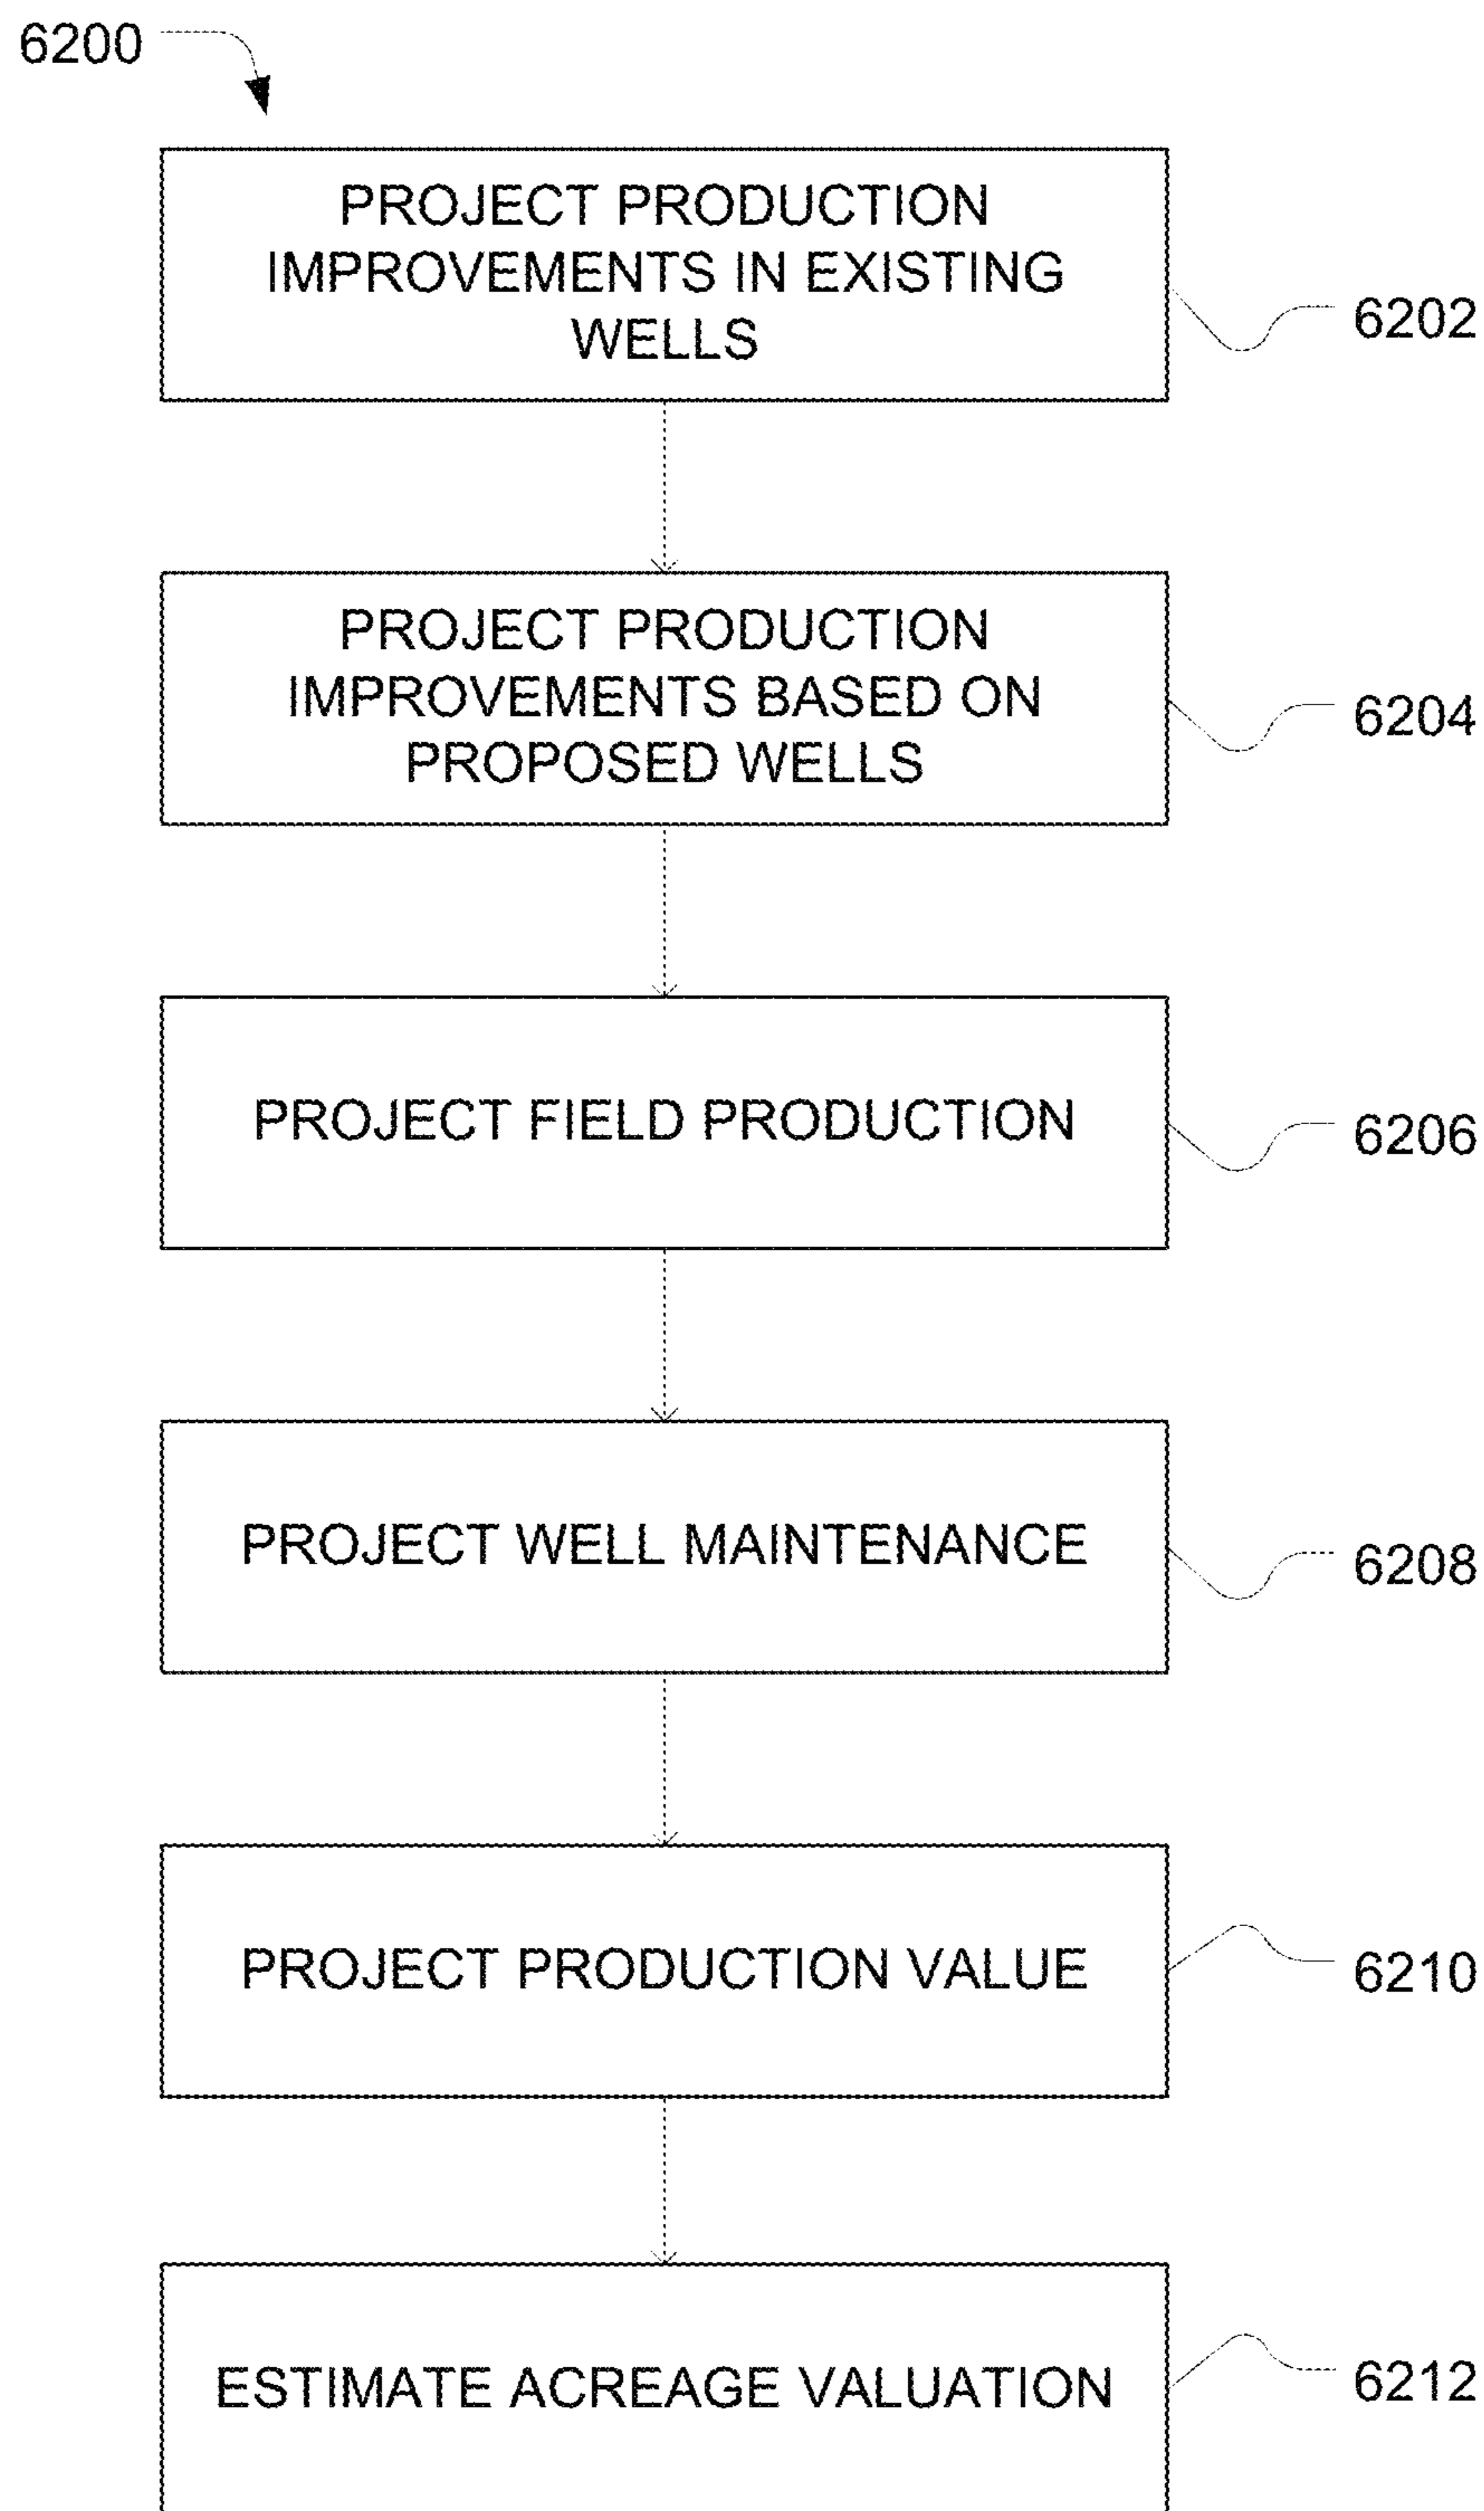 6200
PROJECT PRODUCTION
IMPROVEMENTS IN EXISTING
WELLS
6202
PROJECT PRODUCTION
IMPROVEMENTS BASED ON
PROPOSED WELLS
6204
PROJECT FIELD PRODUCTION
6206
PROJECT WELL MAINTENANCE
6208
PROJECT PRODUCTION VALUE
6210
ESTIMATE ACREAGE VALUATION
6212